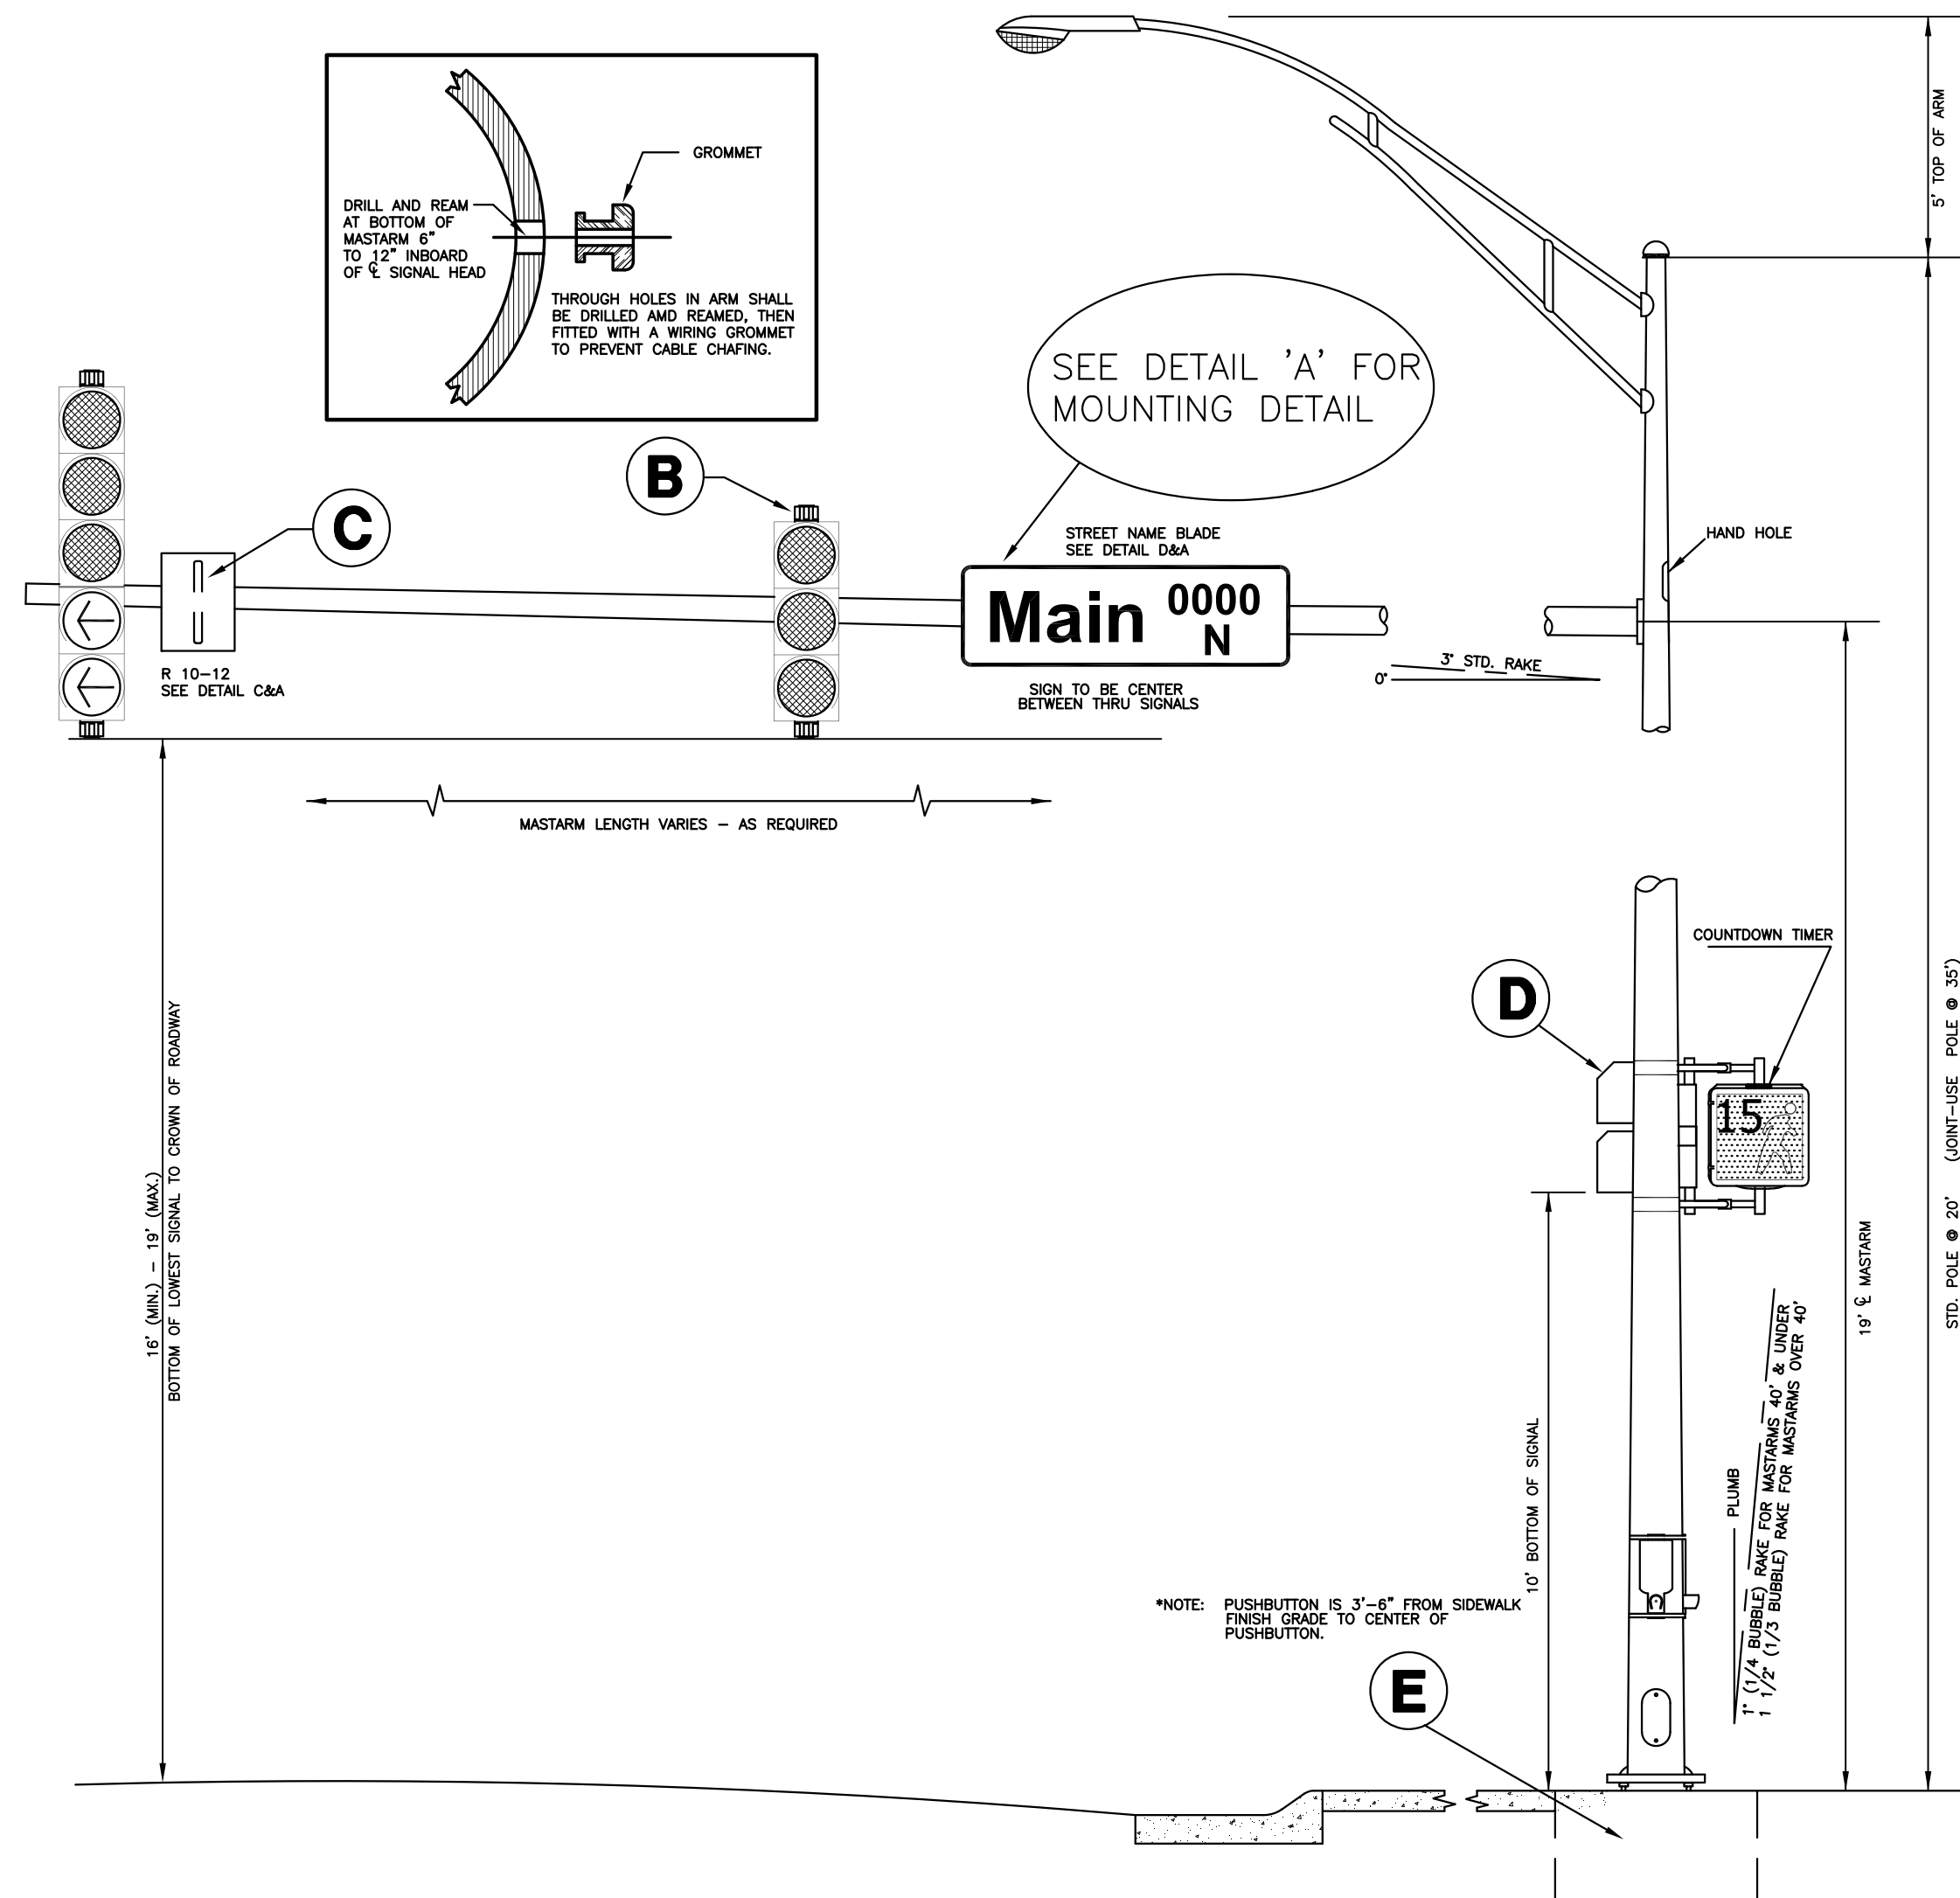 5' TOP OF ARM
GROMMET
DRILL AND REAM
AT BOTTOM OF
MASTARM 6"
TO 12" INBOARD
OF ℄ SIGNAL HEAD
THROUGH HOLES IN ARM SHALL
BE DRILLED AMD REAMED, THEN
FITTED WITH A WIRING GROMMET
TO PREVENT CABLE CHAFING.
SEE DETAIL 'A' FOR
MOUNTING DETAIL
B
C
STREET NAME BLADE
SEE DETAIL D&A
HAND HOLE
Main 0000
N
R 10-12
SEE DETAIL C&A
SIGN TO BE CENTER
BETWEEN THRU SIGNALS
3° STD. RAKE
0°
MASTARM LENGTH VARIES - AS REQUIRED
COUNTDOWN TIMER
D
15
16' (MIN.) - 19' (MAX.)
BOTTOM OF LOWEST SIGNAL TO CROWN OF ROADWAY
19' ℄ MASTARM
STD. POLE @ 20' (JOINT-USE POLE @ 35')
10' BOTTOM OF SIGNAL
PLUMB
1° (1/4 BUBBLE) RAKE FOR MASTARMS 40' & UNDER
1 1/2° (1/3 BUBBLE) RAKE FOR MASTARMS OVER 40'
*NOTE: PUSHBUTTON IS 3'-6" FROM SIDEWALK
FINISH GRADE TO CENTER OF
PUSHBUTTON.
E